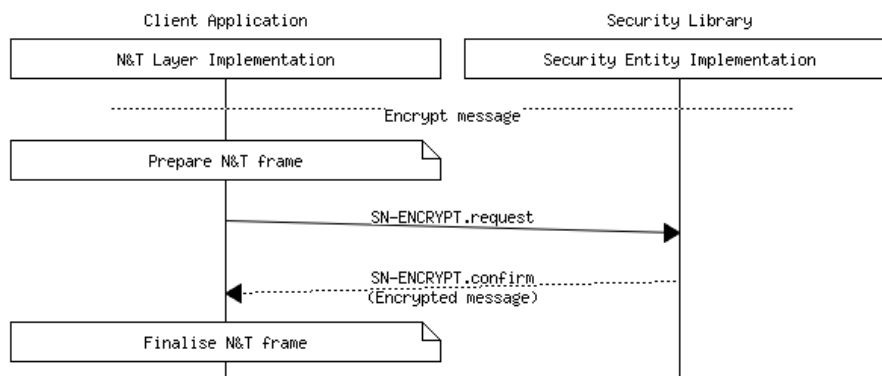 Client Application
Security Library
N&T Layer Implementation
Security Entity Implementation
Encrypt message
Prepare N&T frame
SN-ENCRYPT.request
SN-ENCRYPT.confirm
(Encrypted message)
Finalise N&T frame